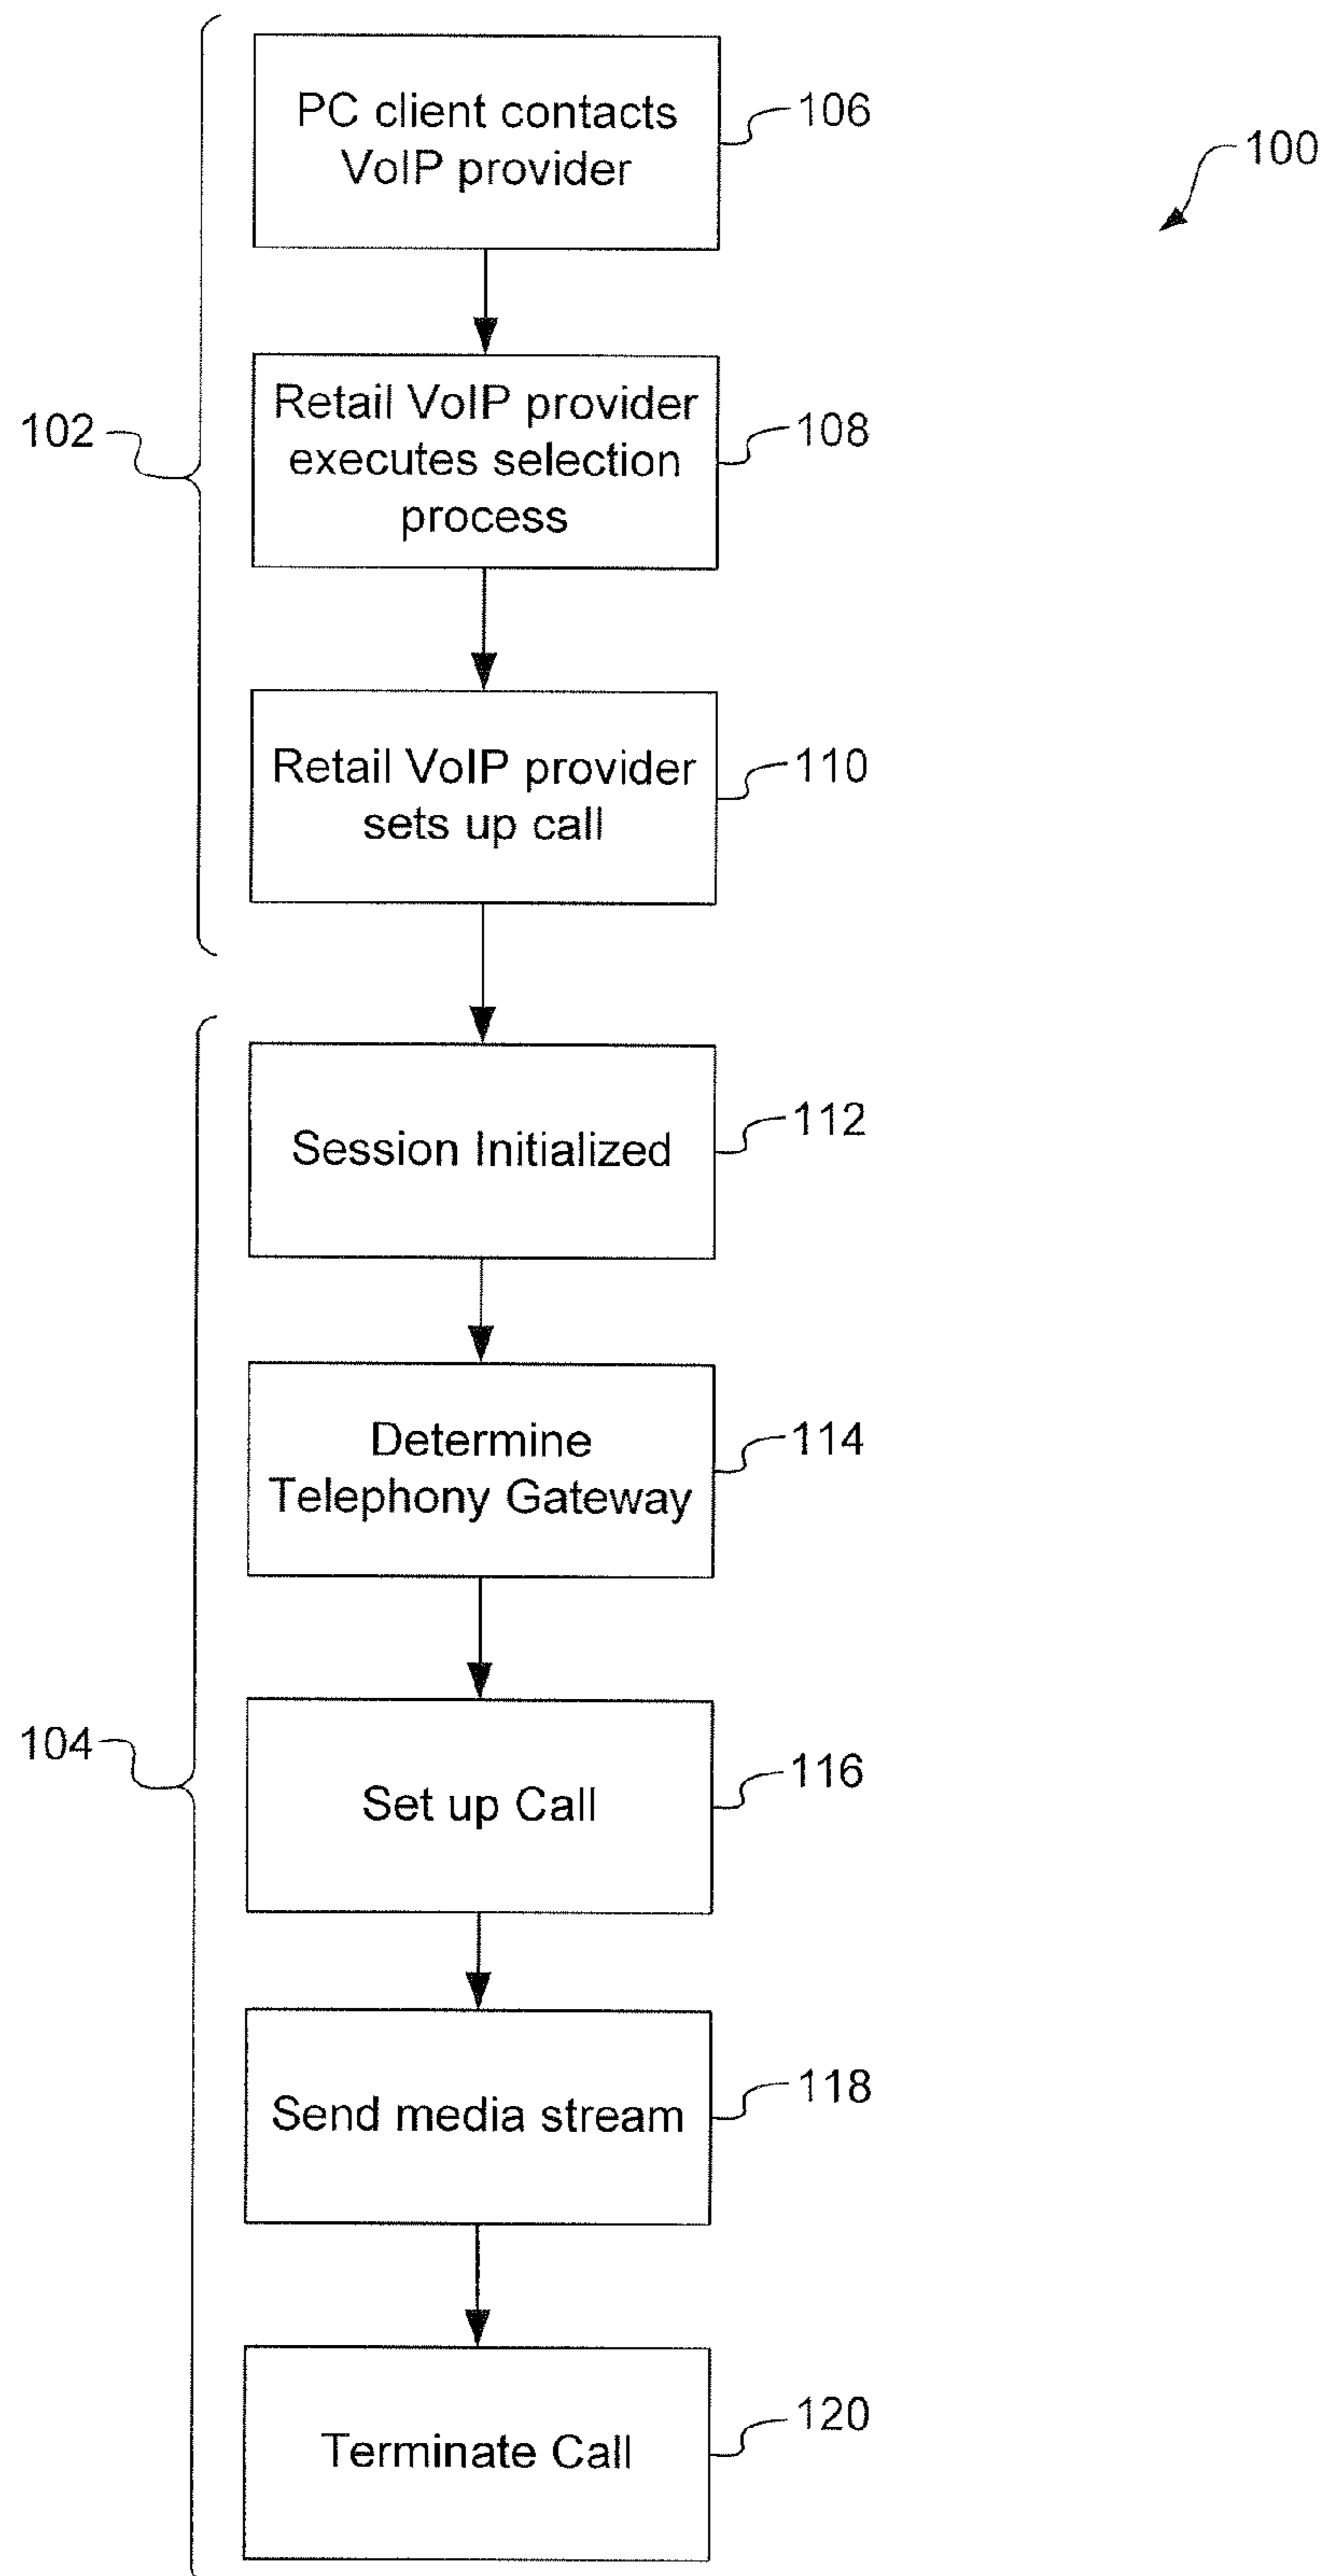 PC client contacts
VoIP provider
106
100
Retail VoIP provider
executes selection
process
108
102
Retail VoIP provider
sets up call
110
Session Initialized
112
Determine
Telephony Gateway
114
104
Set up Call
116
Send media stream
118
Terminate Call
120